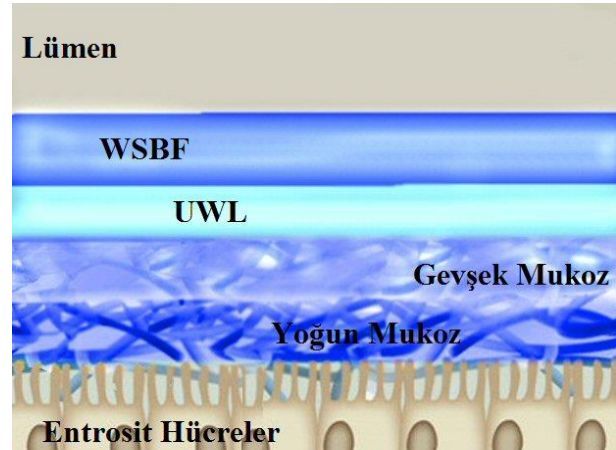 Lümen
WSBF
UWL
Gevşek Mukoz
Yoğun Mukoz
Entrosit Hücreler